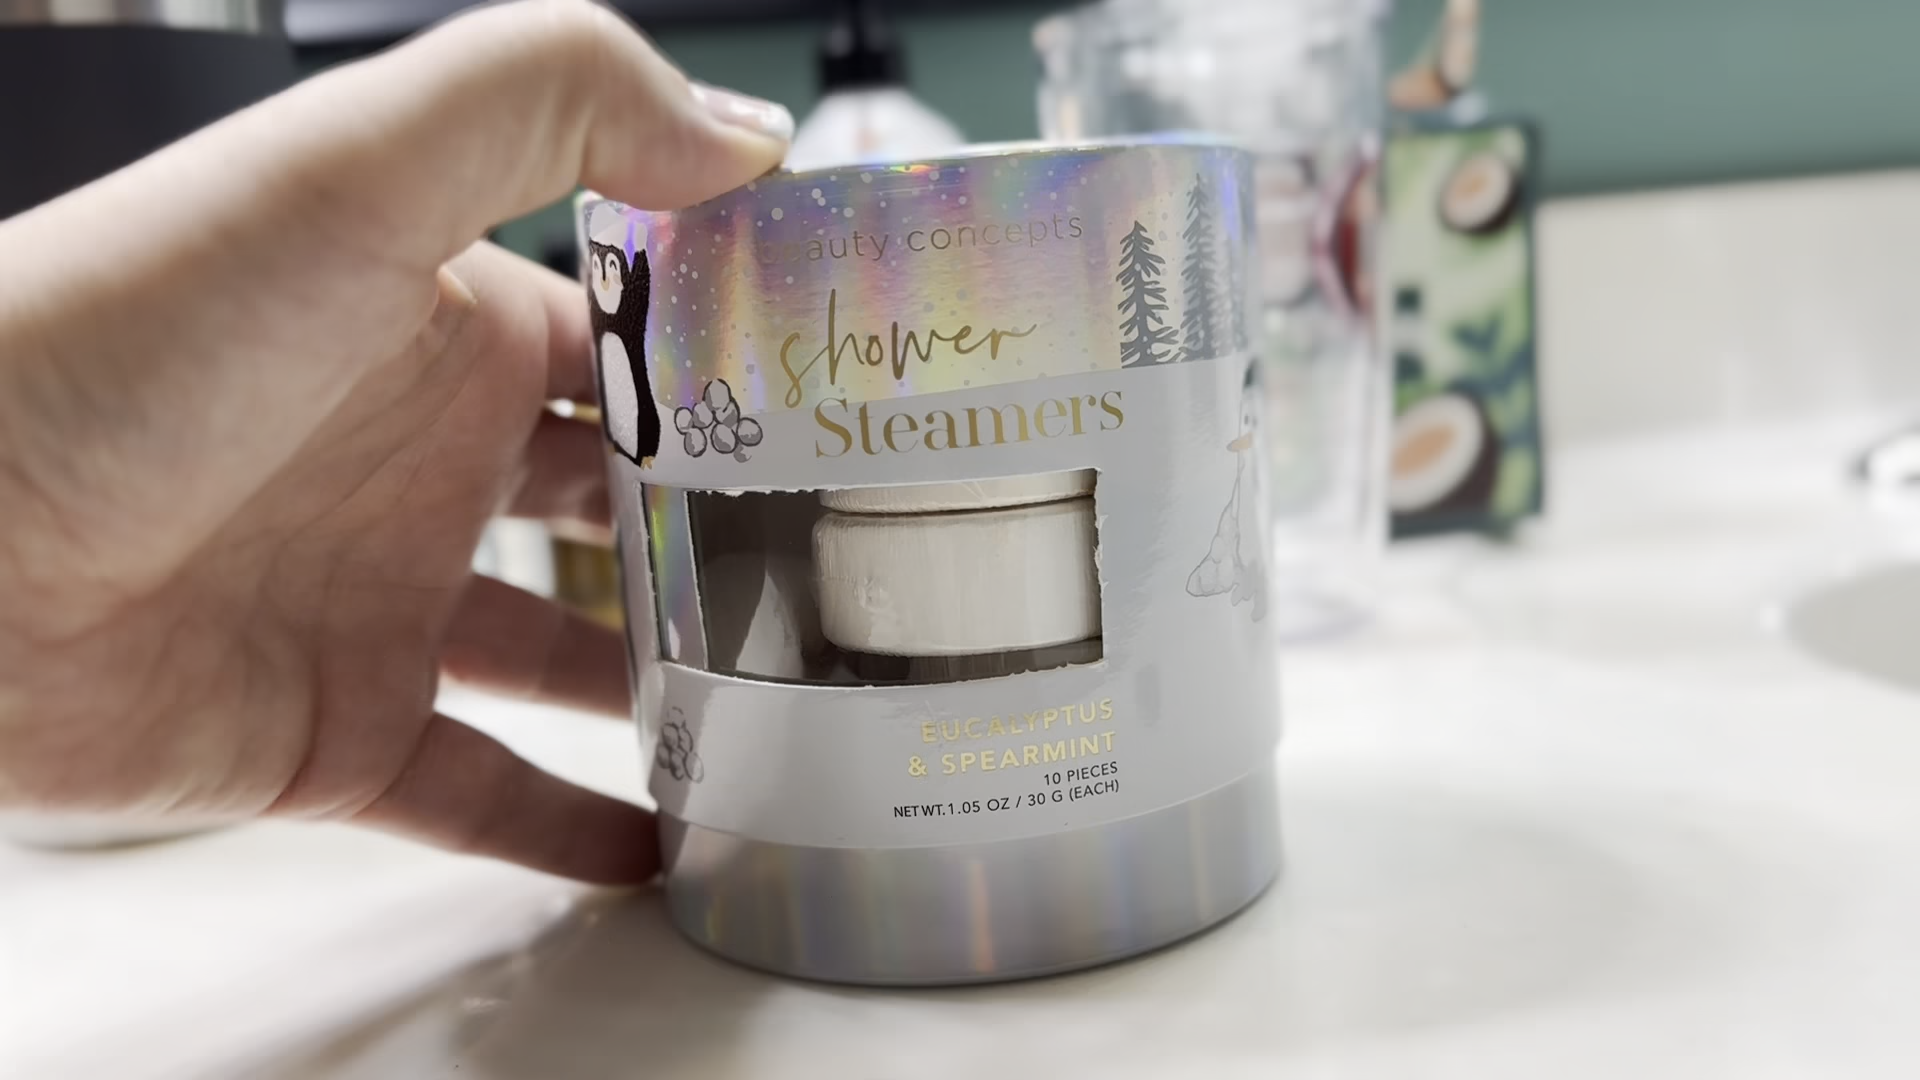 beauty concepts
shower
Steamers
EUCALYPTUS
& SPEARMINT
10 PIECES
NET WT. 1.05 OZ / 30 G (EACH)